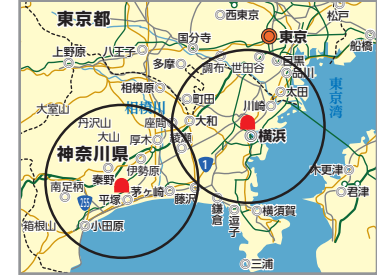 東京都
西東京
松戸
国分寺
東京
船橋
上野原
八王子
多摩
調布
世田谷
目黒
品川
相模原
町田
太田
東京湾
大室山
相模川
川崎
丹沢山
座間
大和
大山
厚木
綾瀬
横浜
神奈川県
伊勢原
1
木更津
秦野
南足柄
茅ヶ崎
藤沢
君津
255
平塚
鎌倉
逗子
横須賀
箱根山
小田原
三浦